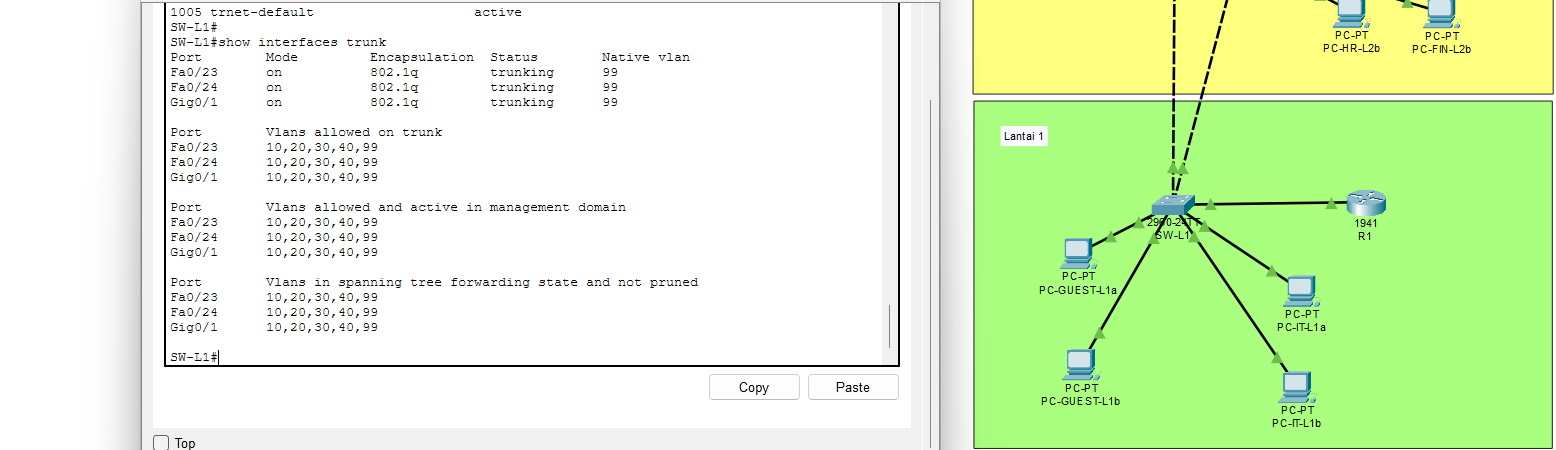 1005 trnet-default                    active
SW-L1#
SW-L1#show interfaces trunk
Port        Mode         Encapsulation  Status        Native vlan
Fa0/23      on           802.1q         trunking      99
Fa0/24      on           802.1q         trunking      99
Gig0/1      on           802.1q         trunking      99
Port        Vlans allowed on trunk
Fa0/23      10,20,30,40,99
Fa0/24      10,20,30,40,99
Gig0/1      10,20,30,40,99
Port        Vlans allowed and active in management domain
Fa0/23      10,20,30,40,99
Fa0/24      10,20,30,40,99
Gig0/1      10,20,30,40,99
Port        Vlans in spanning tree forwarding state and not pruned
Fa0/23      10,20,30,40,99
Fa0/24      10,20,30,40,99
Gig0/1      10,20,30,40,99
SW-L1#
Copy
Paste
Top
PC-PT
PC-HR-L2b
PC-PT
PC-FIN-L2b
Lantai 1
2960-24TT
SW-L1
1941
R1
PC-PT
PC-GUEST-L1a
PC-PT
PC-IT-L1a
PC-PT
PC-GUEST-L1b
PC-PT
PC-IT-L1b